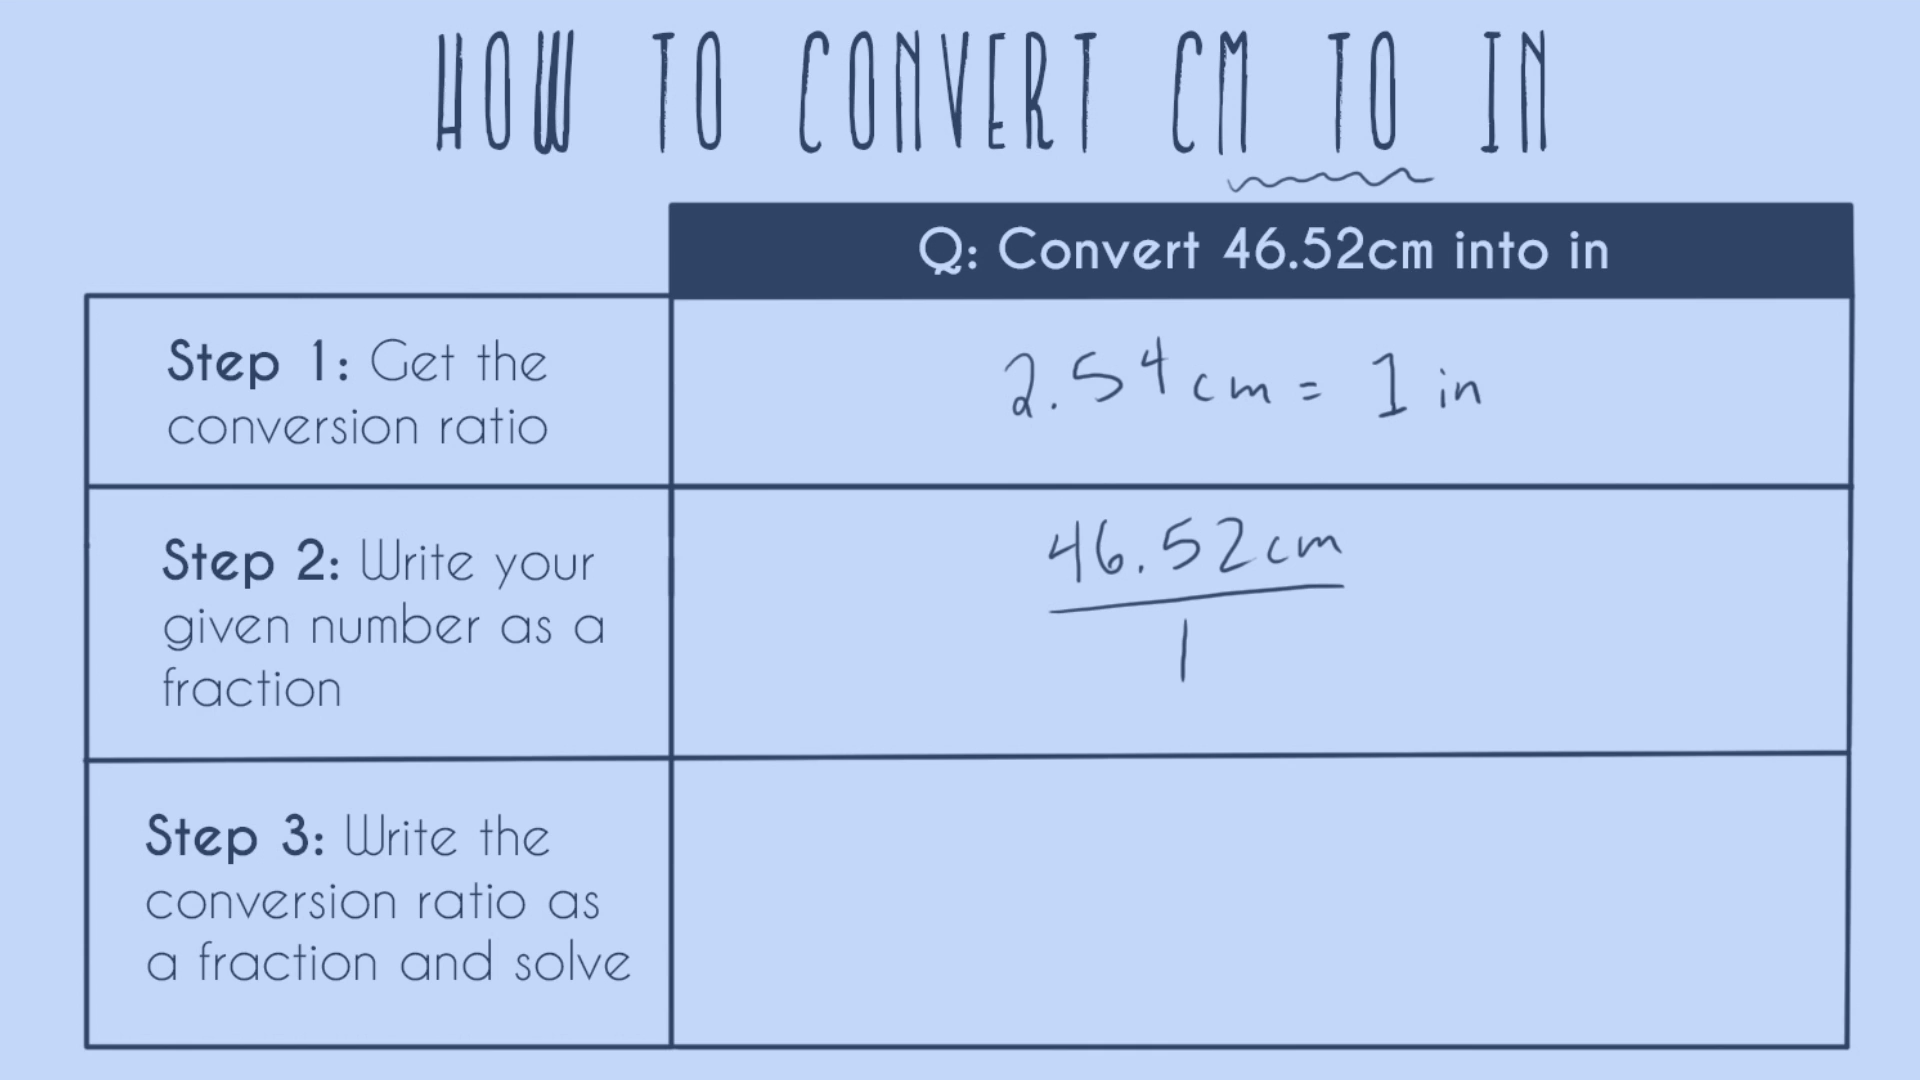 HOW TO CONVERT CM TO IN
Q: Convert 46.52cm into in
Step 1: Get the
conversion ratio
2.54cm = 1 in
Step 2: Write your
given number as a
fraction
46.52cm
1
Step 3: Write the
conversion ratio as
a fraction and solve